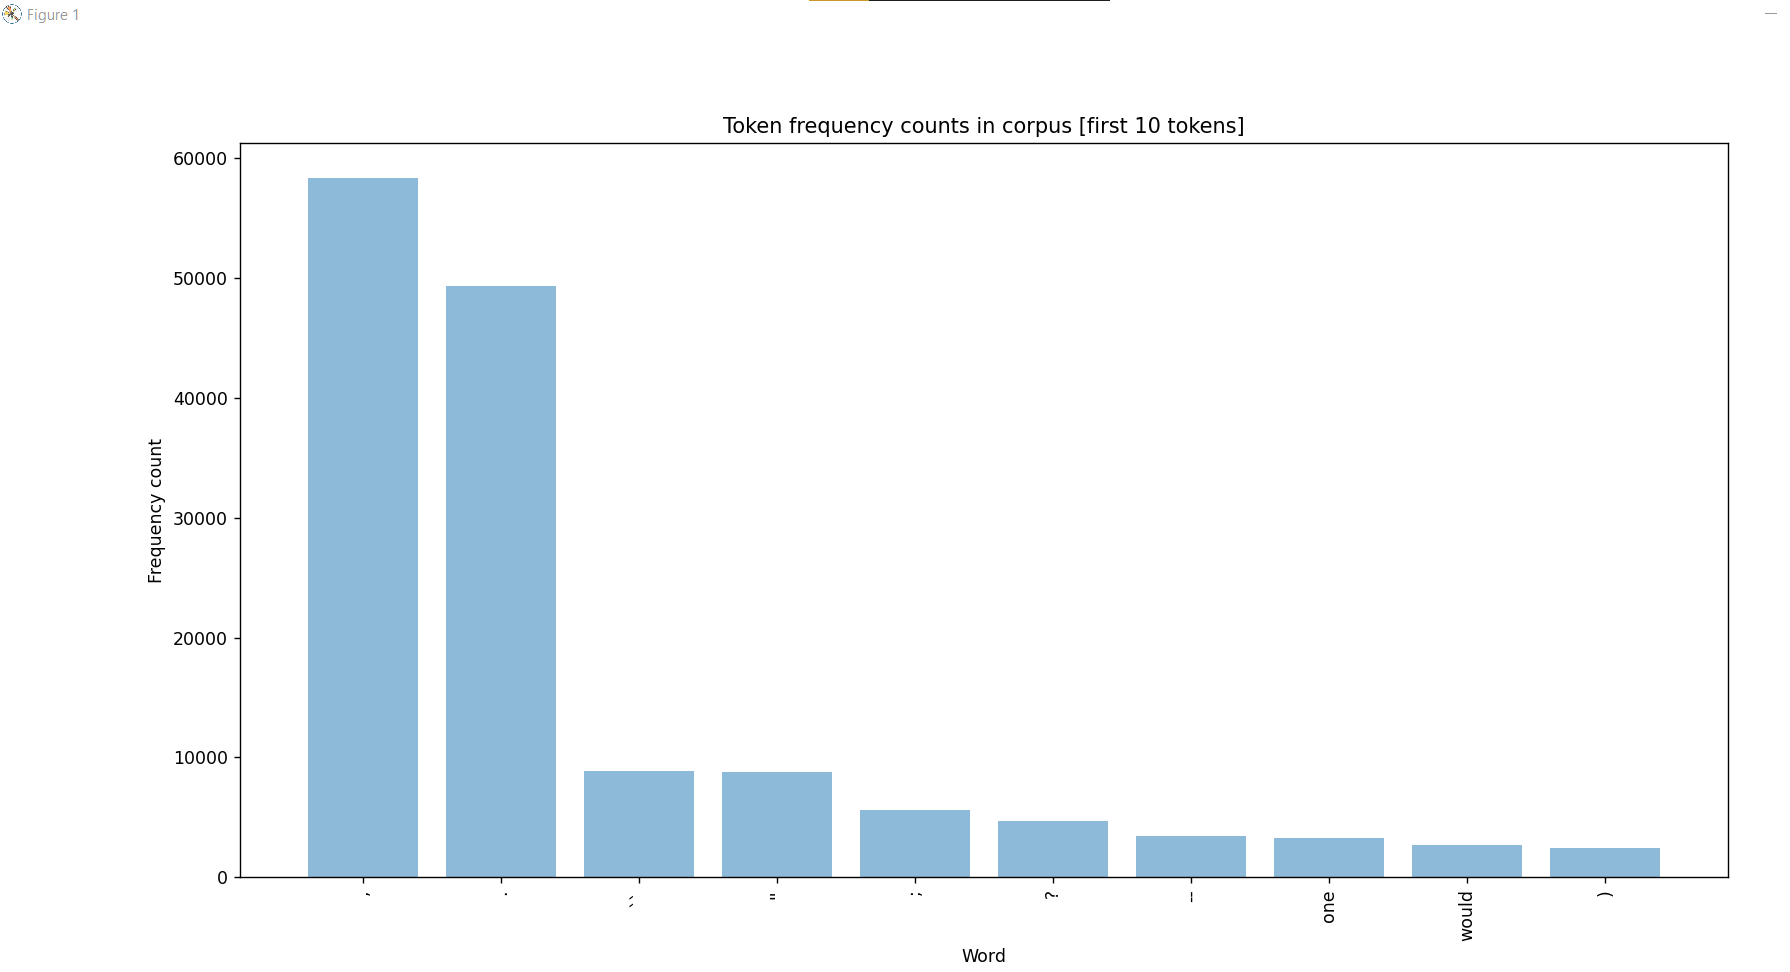 Figure 1
Token frequency counts in corpus [first 10 tokens]
60000
50000
40000
30000
20000
10000
0
Frequency count
, . `` '' ; ? -- one would )
Word